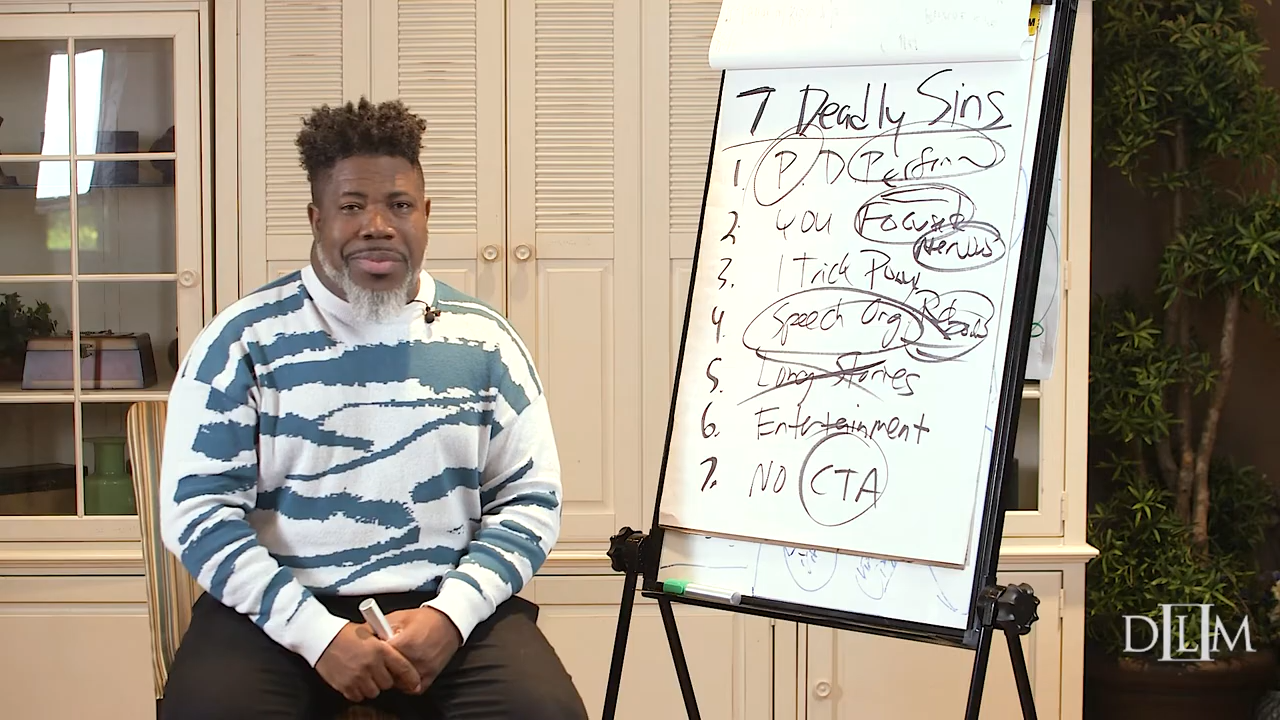 7 Deadly Sins
1. P. D Perform
2. YOU Focused
Nervous
3. 1 Trick Pony
4. Speech Org
5. Long Stories
6. Entertainment
7. NO CTA
DLM